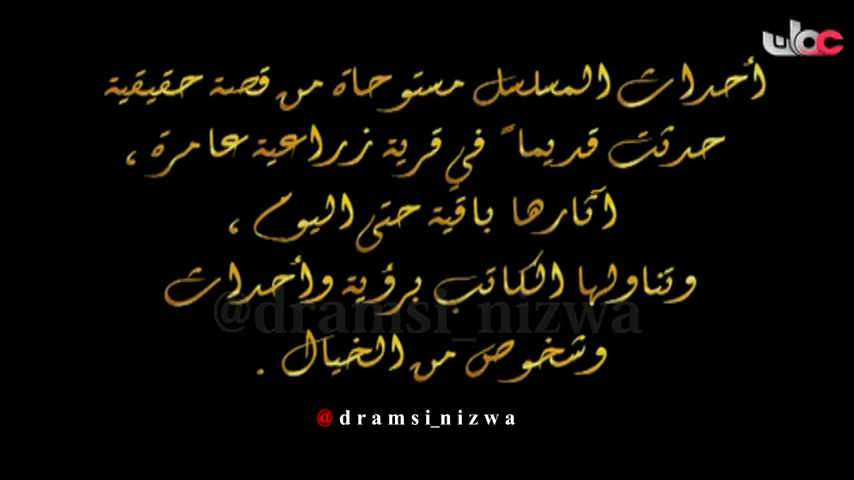 عمان
أحداث المسلسل مستوحاة من قصة حقيقية
حدثت قديماً في قرية زراعية عامرة ،
آثارها باقية حتى اليوم ،
وتناولها الكاتب برؤية وأحداث
@dramsi_nizwa
وشخوص من الخيال .
@dramsi_nizwa